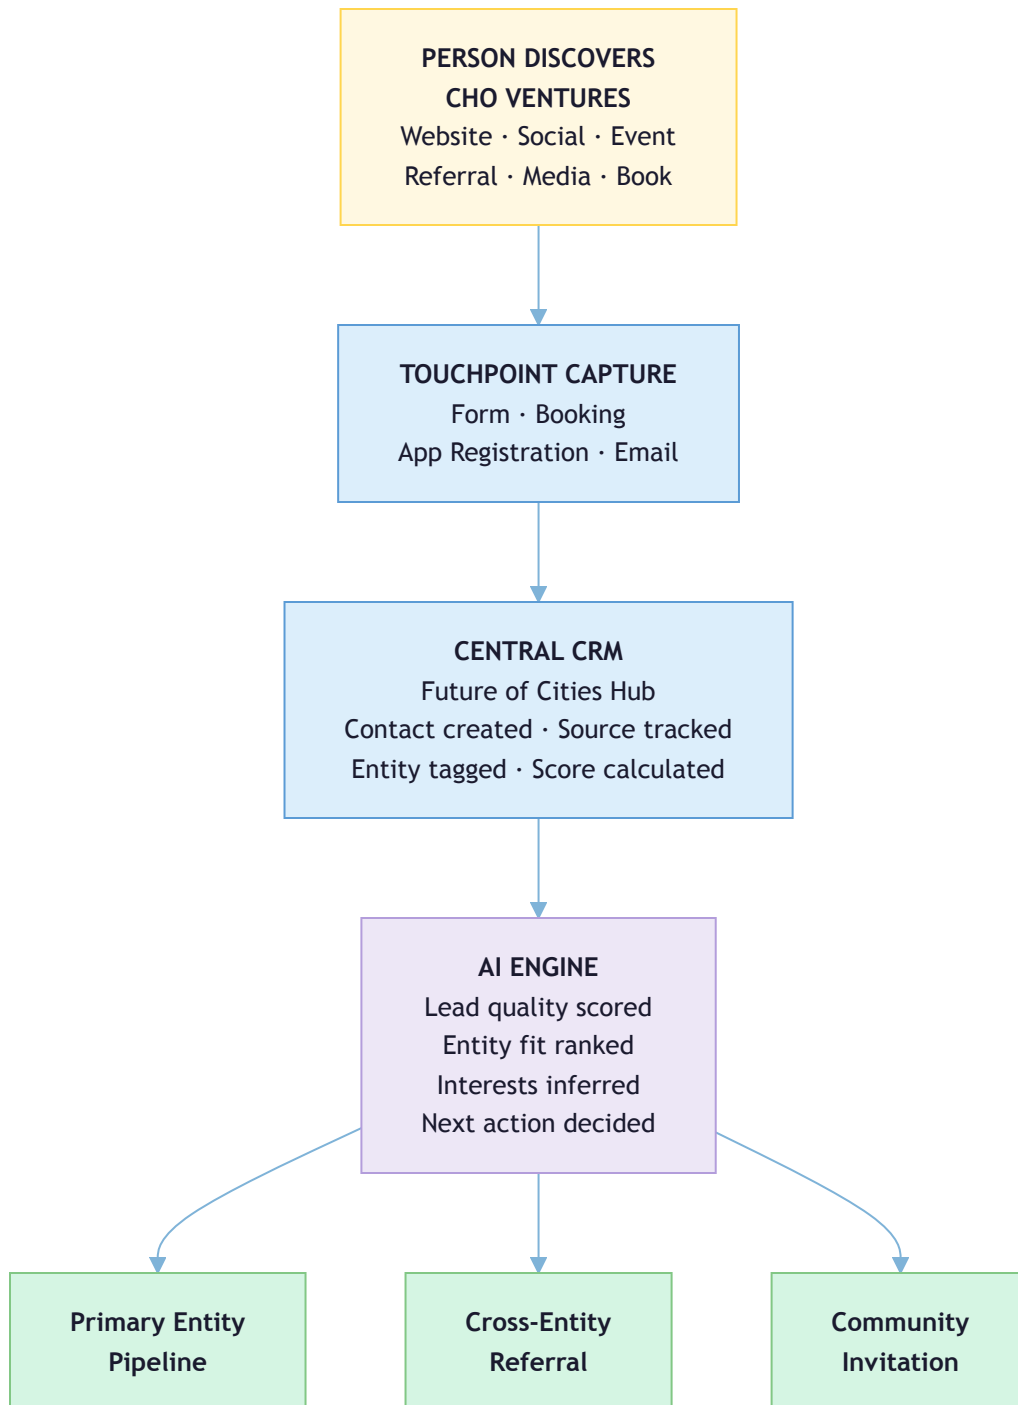 PERSON DISCOVERS
CHO VENTURES
Website · Social · Event
Referral · Media · Book
TOUCHPOINT CAPTURE
Form · Booking
App Registration · Email
CENTRAL CRM
Future of Cities Hub
Contact created · Source tracked
Entity tagged · Score calculated
AI ENGINE
Lead quality scored
Entity fit ranked
Interests inferred
Next action decided
Primary Entity
Pipeline
Cross-Entity
Referral
Community
Invitation